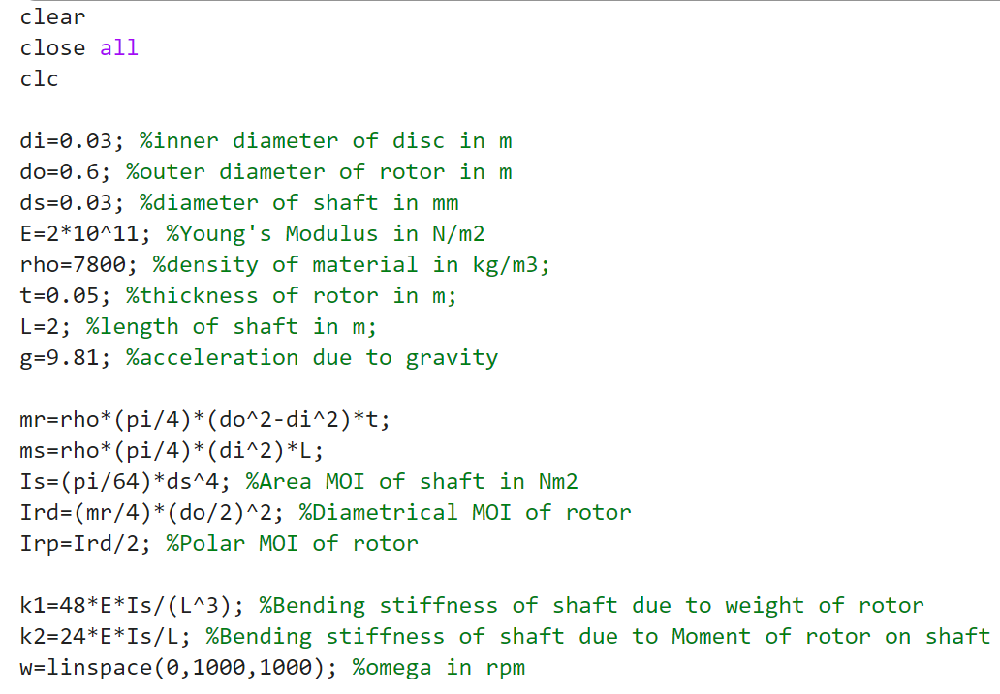 clear
close all
clc
di=0.03; %inner diameter of disc in m
do=0.6; %outer diameter of rotor in m
ds=0.03; %diameter of shaft in mm
E=2*10^11; %Young's Modulus in N/m2
rho=7800; %density of material in kg/m3;
t=0.05; %thickness of rotor in m;
L=2; %length of shaft in m;
g=9.81; %acceleration due to gravity
mr=rho*(pi/4)*(do^2-di^2)*t;
ms=rho*(pi/4)*(di^2)*L;
Is=(pi/64)*ds^4; %Area MOI of shaft in Nm2
Ird=(mr/4)*(do/2)^2; %Diametrical MOI of rotor
Irp=Ird/2; %Polar MOI of rotor
k1=48*E*Is/(L^3); %Bending stiffness of shaft due to weight of rotor
k2=24*E*Is/L; %Bending stiffness of shaft due to Moment of rotor on shaft
w=linspace(0,1000,1000); %omega in rpm